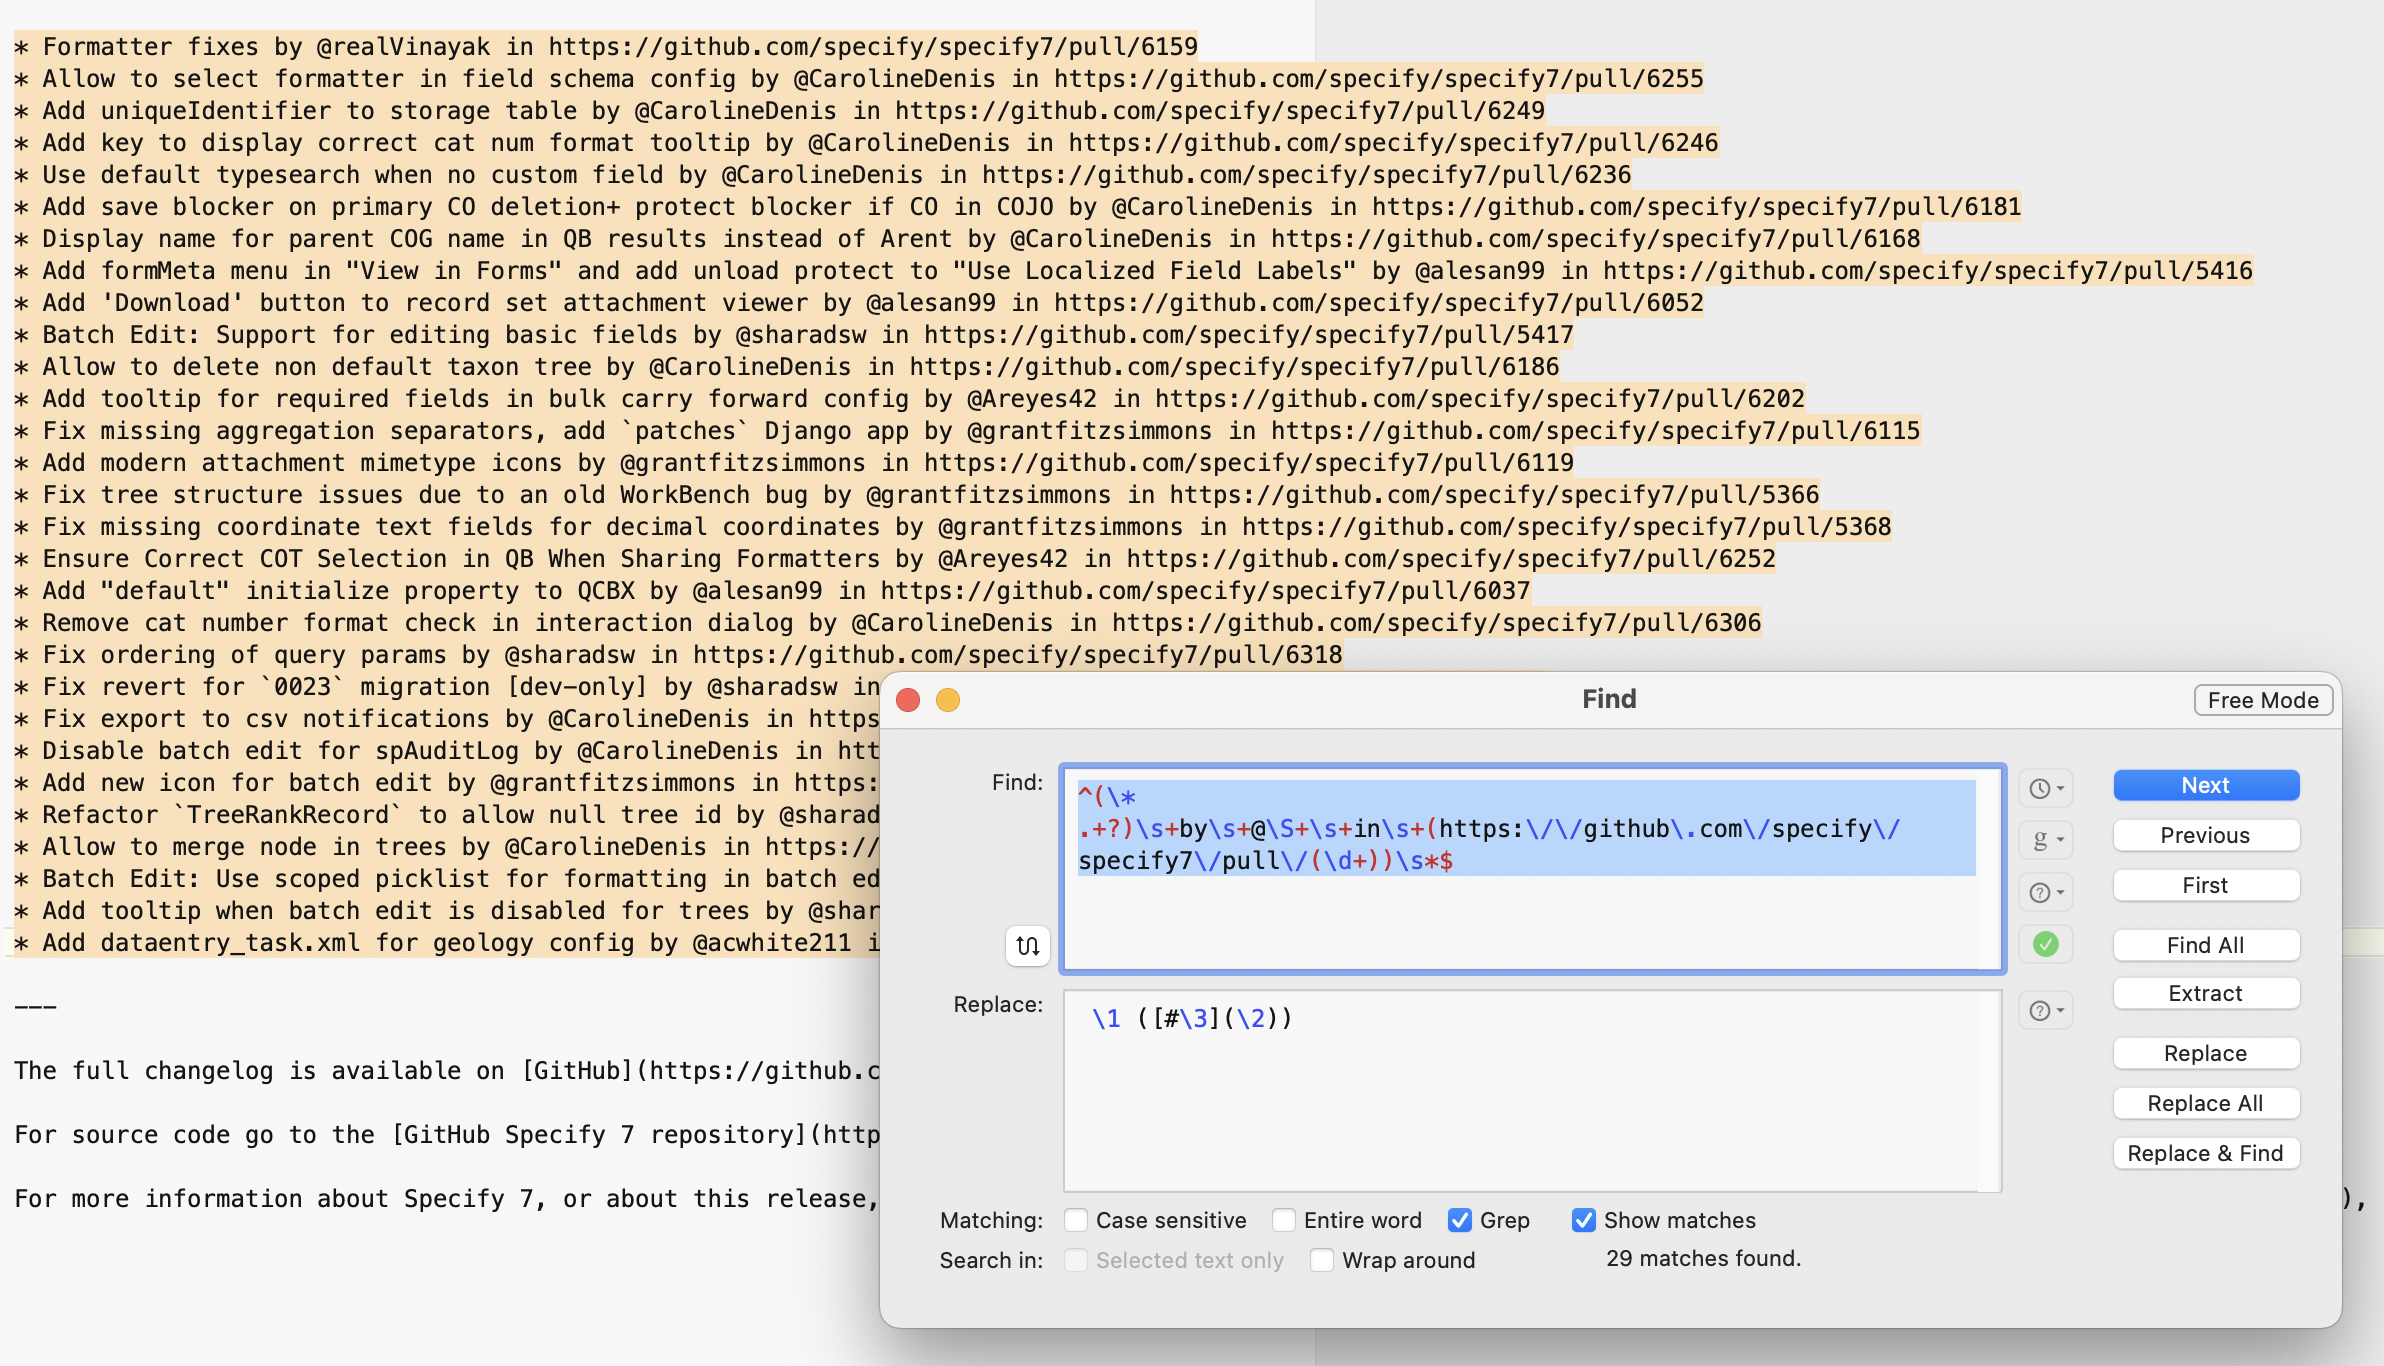 * Formatter fixes by @realVinayak in https://github.com/specify/specify7/pull/6159
* Allow to select formatter in field schema config by @CarolineDenis in https://github.com/specify/specify7/pull/6255
* Add uniqueIdentifier to storage table by @CarolineDenis in https://github.com/specify/specify7/pull/6249
* Add key to display correct cat num format tooltip by @CarolineDenis in https://github.com/specify/specify7/pull/6246
* Use default typesearch when no custom field by @CarolineDenis in https://github.com/specify/specify7/pull/6236
* Add save blocker on primary CO deletion+ protect blocker if CO in COJO by @CarolineDenis in https://github.com/specify/specify7/pull/6181
* Display name for parent COG name in QB results instead of Arent by @CarolineDenis in https://github.com/specify/specify7/pull/6168
* Add formMeta menu in "View in Forms" and add unload protect to "Use Localized Field Labels" by @alesan99 in https://github.com/specify/specify7/pull/5416
* Add 'Download' button to record set attachment viewer by @alesan99 in https://github.com/specify/specify7/pull/6052
* Batch Edit: Support for editing basic fields by @sharadsw in https://github.com/specify/specify7/pull/5417
* Allow to delete non default taxon tree by @CarolineDenis in https://github.com/specify/specify7/pull/6186
* Add tooltip for required fields in bulk carry forward config by @Areyes42 in https://github.com/specify/specify7/pull/6202
* Fix missing aggregation separators, add `patches` Django app by @grantfitzsimmons in https://github.com/specify/specify7/pull/6115
* Add modern attachment mimetype icons by @grantfitzsimmons in https://github.com/specify/specify7/pull/6119
* Fix tree structure issues due to an old WorkBench bug by @grantfitzsimmons in https://github.com/specify/specify7/pull/5366
* Fix missing coordinate text fields for decimal coordinates by @grantfitzsimmons in https://github.com/specify/specify7/pull/5368
* Ensure Correct COT Selection in QB When Sharing Formatters by @Areyes42 in https://github.com/specify/specify7/pull/6252
* Add "default" initialize property to QCBX by @alesan99 in https://github.com/specify/specify7/pull/6037
* Remove cat number format check in interaction dialog by @CarolineDenis in https://github.com/specify/specify7/pull/6306
* Fix ordering of query params by @sharadsw in https://github.com/specify/specify7/pull/6318
* Fix revert for `0023` migration [dev-only] by @sharadsw in
* Fix export to csv notifications by @CarolineDenis in https
* Disable batch edit for spAuditLog by @CarolineDenis in htt
* Add new icon for batch edit by @grantfitzsimmons in https:
* Refactor `TreeRankRecord` to allow null tree id by @sharad
* Allow to merge node in trees by @CarolineDenis in https://
* Batch Edit: Use scoped picklist for formatting in batch ed
* Add tooltip when batch edit is disabled for trees by @shar
* Add dataentry_task.xml for geology config by @acwhite211 i
---
The full changelog is available on [GitHub](https://github.c
For source code go to the [GitHub Specify 7 repository](http
For more information about Specify 7, or about this release,
),
Find
Free Mode
Find:
^(\*
.+?)\s+by\s+@\S+\s+in\s+(https:\/\/github\.com\/specify\/
specify7\/pull\/(\d+))\s*$
g
Next
Previous
First
Find All
Extract
Replace:
\1 ([#\3](\2))
Replace
Replace All
Replace & Find
Matching: Case sensitive Entire word Grep Show matches
Search in: Selected text only Wrap around 29 matches found.